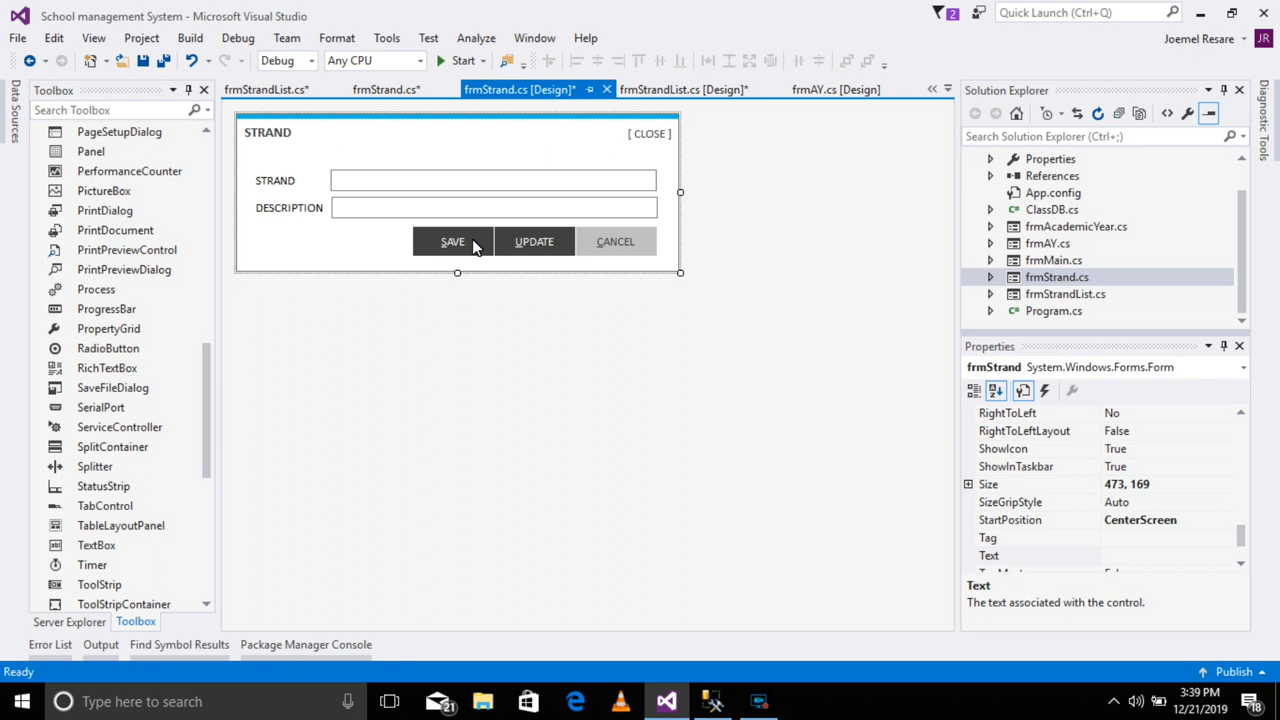 School management System - Microsoft Visual Studio
2
Quick Launch (Ctrl+Q)
File Edit View Project Build Debug Team Format Tools Test Analyze Window Help
Joemel Resare
JR
Debug Any CPU Start
Data Sources
Toolbox
Search Toolbox
PageSetupDialog
Panel
PerformanceCounter
PictureBox
PrintDialog
PrintDocument
PrintPreviewControl
PrintPreviewDialog
Process
ProgressBar
PropertyGrid
RadioButton
RichTextBox
SaveFileDialog
SerialPort
ServiceController
SplitContainer
Splitter
StatusStrip
TabControl
TableLayoutPanel
TextBox
Timer
ToolStrip
ToolStripContainer
Server Explorer Toolbox
frmStrandList.cs* frmStrand.cs* frmStrand.cs [Design]* frmStrandList.cs [Design]* frmAY.cs [Design]
STRAND
[ CLOSE ]
STRAND
DESCRIPTION
SAVE UPDATE CANCEL
Solution Explorer
Search Solution Explorer (Ctrl+;)
Properties
References
App.config
ClassDB.cs
frmAcademicYear.cs
frmAY.cs
frmMain.cs
frmStrand.cs
frmStrandList.cs
Program.cs
Diagnostic Tools
Properties
frmStrand System.Windows.Forms.Form
RightToLeft No
RightToLeftLayout False
ShowIcon True
ShowInTaskbar True
Size 473, 169
SizeGripStyle Auto
StartPosition CenterScreen
Tag
Text
Text
The text associated with the control.
Error List Output Find Symbol Results Package Manager Console
Ready
Publish
Type here to search
21
3:39 PM
12/21/2019
18